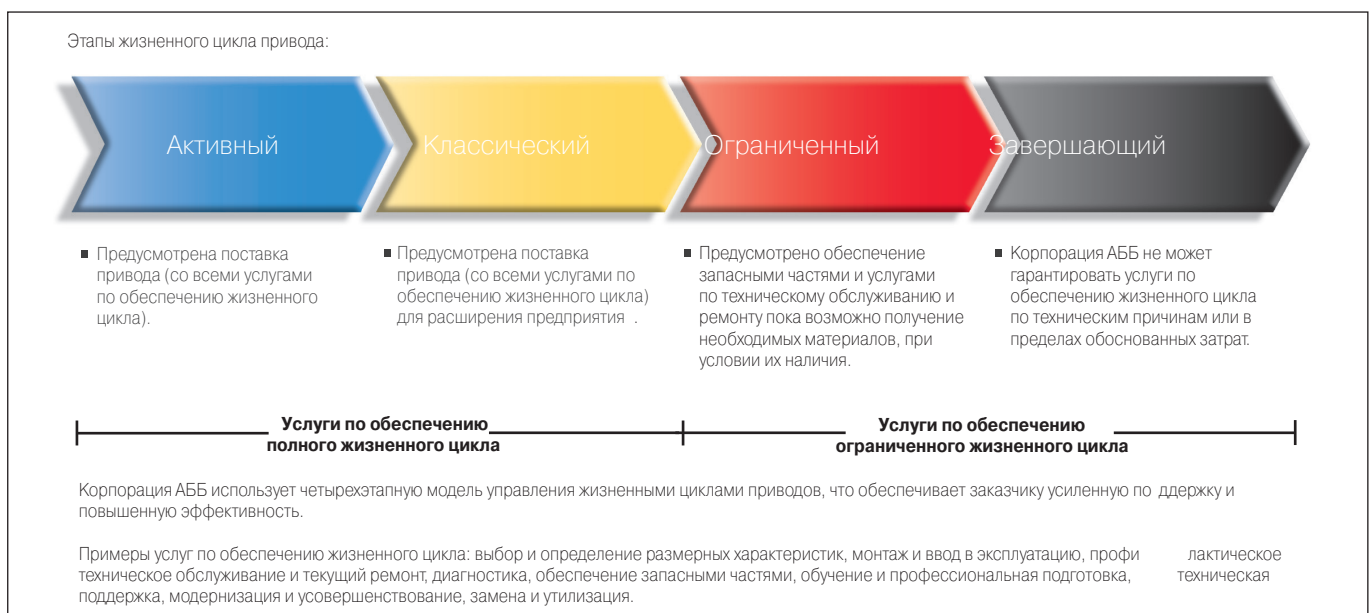 Этапы жизненного цикла привода:
Активный
Классический
Ограниченный
Завершающий
Предусмотрена поставка
привода (со всеми услугами
по обеспечению жизненного
цикла).
Предусмотрена поставка
привода (со всеми услугами по
обеспечению жизненного цикла)
для расширения предприятия .
Предусмотрено обеспечение
запасными частями и услугами
по техническому обслуживанию и
ремонту пока возможно получение
необходимых материалов, при
условии их наличия.
Корпорация АББ не может
гарантировать услуги по
обеспечению жизненного цикла
по техническим причинам или в
пределах обоснованных затрат.
Услуги по обеспечению
полного жизненного цикла
Услуги по обеспечению
ограниченного жизненного цикла
Корпорация АББ использует четырехэтапную модель управления жизненными циклами приводов, что обеспечивает заказчику усиленную по ддержку и
повышенную эффективность.
Примеры услуг по обеспечению жизненного цикла: выбор и определение размерных характеристик, монтаж и ввод в эксплуатацию, профи лактическое
техническое обслуживание и текущий ремонт, диагностика, обеспечение запасными частями, обучение и профессиональная подготовка, техническая
поддержка, модернизация и усовершенствование, замена и утилизация.